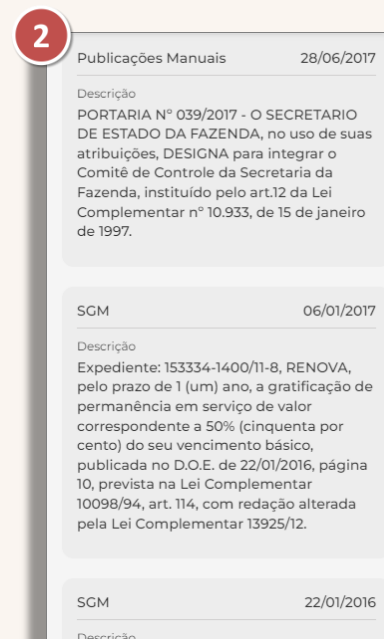 2
Publicações Manuais 28/06/2017
Descrição
PORTARIA Nº 039/2017 - O SECRETARIO
DE ESTADO DA FAZENDA, no uso de suas
atribuições, DESIGNA para integrar o
Comitê de Controle da Secretaria da
Fazenda, instituído pelo art.12 da Lei
Complementar nº 10.933, de 15 de janeiro
de 1997.
SGM 06/01/2017
Descrição
Expediente: 153334-1400/11-8, RENOVA,
pelo prazo de 1 (um) ano, a gratificação de
permanência em serviço de valor
correspondente a 50% (cinquenta por
cento) do seu vencimento básico,
publicada no D.O.E. de 22/01/2016, página
10, prevista na Lei Complementar
10098/94, art. 114, com redação alterada
pela Lei Complementar 13925/12.
SGM 22/01/2016
Descrição